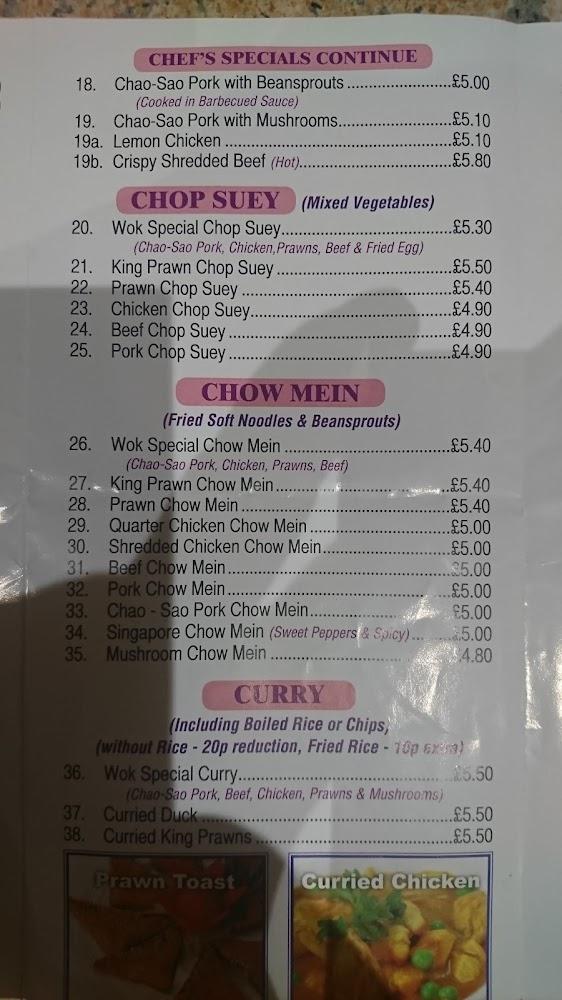 CHEF'S SPECIALS CONTINUE
18. Chao-Sao Pork with Beansprouts ........................£5.00
(Cooked in Barbecued Sauce)
19. Chao-Sao Pork with Mushrooms..........................£5.10
19a. Lemon Chicken ..................................................£5.10
19b. Crispy Shredded Beef (Hot)..................................£5.80
CHOP SUEY (Mixed Vegetables)
20. Wok Special Chop Suey......................................£5.30
(Chao-Sao Pork, Chicken,Prawns, Beef & Fried Egg)
21. King Prawn Chop Suey ........................................£5.50
22. Prawn Chop Suey ................................................£5.40
23. Chicken Chop Suey..............................................£4.90
24. Beef Chop Suey ..................................................£4.90
25. Pork Chop Suey ..................................................£4.90
CHOW MEIN
(Fried Soft Noodles & Beansprouts)
26. Wok Special Chow Mein ......................................£5.40
(Chao-Sao Pork, Chicken, Prawns, Beef)
27. King Prawn Chow Mein........................................£5.40
28. Prawn Chow Mein ................................................£5.40
29. Quarter Chicken Chow Mein ................................£5.00
30. Shredded Chicken Chow Mein..............................£5.00
31. Beef Chow Mein....................................................£5.00
32. Pork Chow Mein....................................................£5.00
33. Chao - Sao Pork Chow Mein................................£5.00
34. Singapore Chow Mein (Sweet Peppers & Spicy).....£5.00
35. Mushroom Chow Mein ........................................£4.80
CURRY
(Including Boiled Rice or Chips,
(without Rice - 20p reduction, Fried Rice - 10p extra)
36. Wok Special Curry................................................£5.50
(Chao-Sao Pork, Beef, Chicken, Prawns & Mushrooms)
37. Curried Duck ........................................................£5.50
38. Curried King Prawns ............................................£5.50
Prawn Toast
Curried Chicken